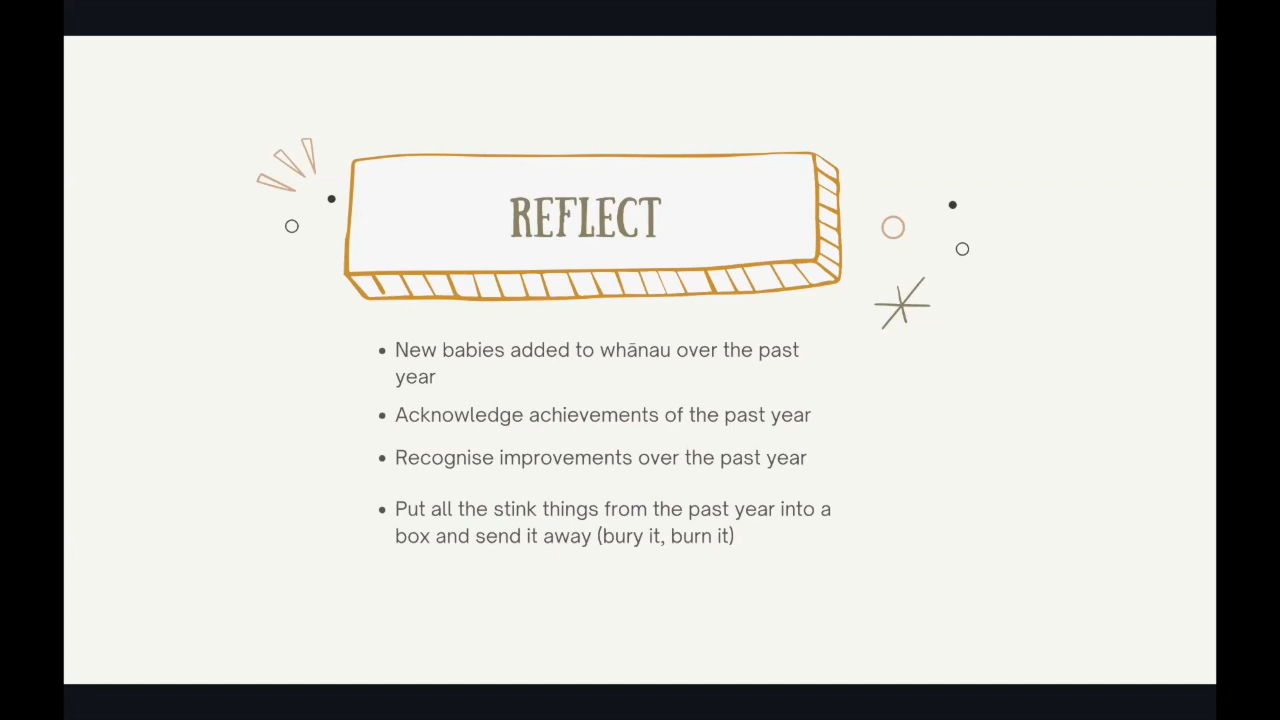 REFLECT
• New babies added to whānau over the past
year
• Acknowledge achievements of the past year
• Recognise improvements over the past year
• Put all the stink things from the past year into a
box and send it away (bury it, burn it)